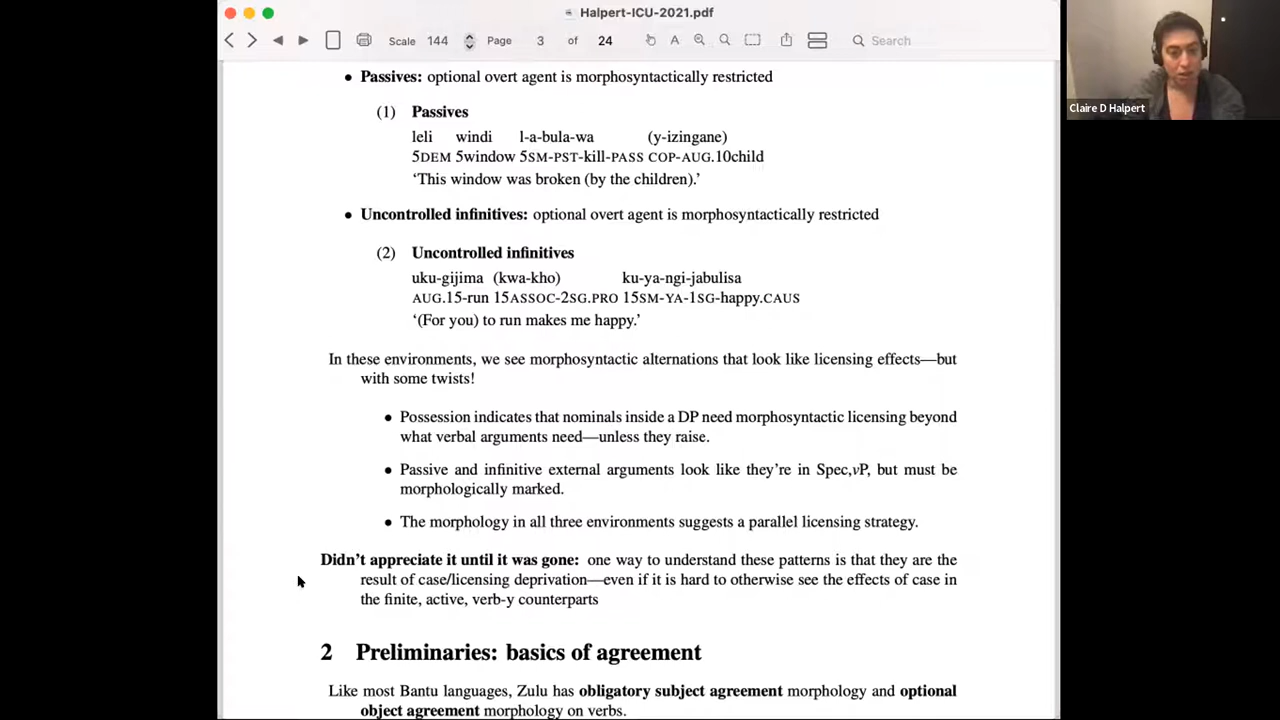 Halpert-ICU-2021.pdf
Scale 144 Page 3 of 24 Search
Claire D Halpert
• Passives: optional overt agent is morphosyntactically restricted
(1) Passives
leli windi l-a-bula-wa (y-izingane)
5DEM 5window 5SM-PST-kill-PASS COP-AUG.10child
‘This window was broken (by the children).’
• Uncontrolled infinitives: optional overt agent is morphosyntactically restricted
(2) Uncontrolled infinitives
uku-gijima (kwa-kho) ku-ya-ngi-jabulisa
AUG.15-run 15ASSOC-2SG.PRO 15SM-YA-1SG-happy.CAUS
‘(For you) to run makes me happy.’
In these environments, we see morphosyntactic alternations that look like licensing effects—but
with some twists!
• Possession indicates that nominals inside a DP need morphosyntactic licensing beyond
what verbal arguments need—unless they raise.
• Passive and infinitive external arguments look like they’re in Spec,vP, but must be
morphologically marked.
• The morphology in all three environments suggests a parallel licensing strategy.
Didn’t appreciate it until it was gone: one way to understand these patterns is that they are the
result of case/licensing deprivation—even if it is hard to otherwise see the effects of case in
the finite, active, verb-y counterparts
2 Preliminaries: basics of agreement
Like most Bantu languages, Zulu has obligatory subject agreement morphology and optional
object agreement morphology on verbs.